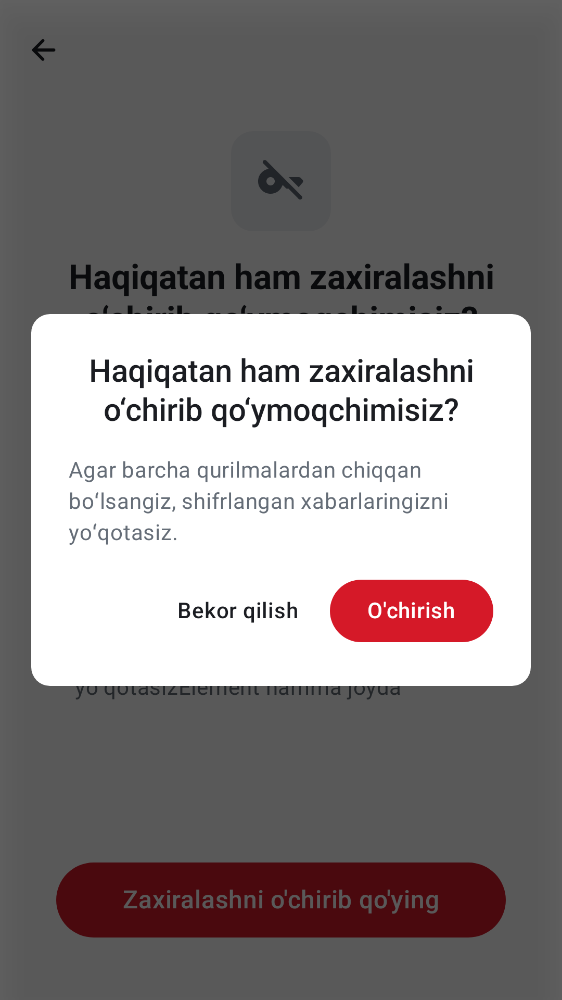 Haqiqatan ham zaxiralashni
Haqiqatan ham zaxiralashni
o‘chirib qo‘ymoqchimisiz?
Agar barcha qurilmalardan chiqqan
bo‘lsangiz, shifrlangan xabarlaringizni
yo‘qotasiz.
Bekor qilish
O'chirish
yo qotasizElement hamma joyda
Zaxiralashni o'chirib qo'ying